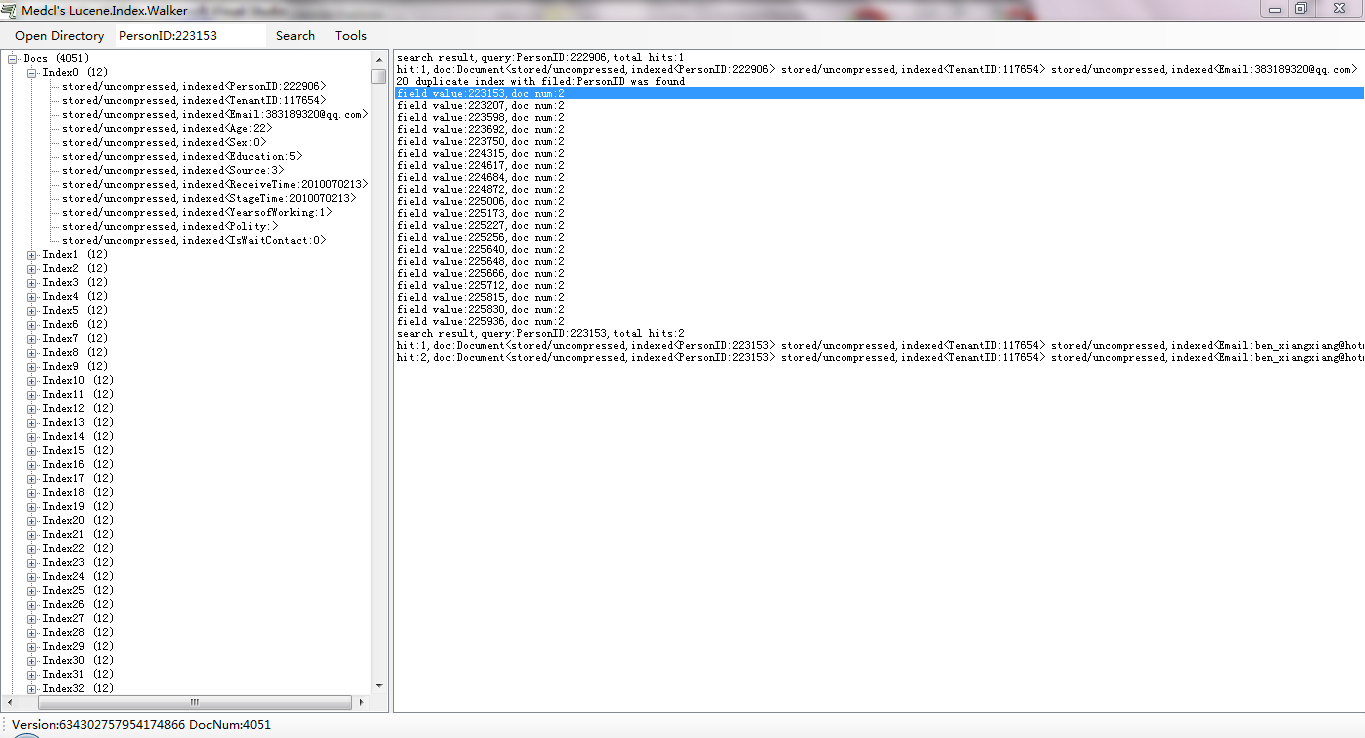 Medcl's Lucene.Index.Walker
Open Directory PersonID:223153 Search Tools
Docs (4051)
Index0 (12)
stored/uncompressed,indexed<PersonID:222906>
stored/uncompressed,indexed<TenantID:117654>
stored/uncompressed,indexed<Email:383189320@qq.com>
stored/uncompressed,indexed<Age:22>
stored/uncompressed,indexed<Sex:0>
stored/uncompressed,indexed<Education:5>
stored/uncompressed,indexed<Source:3>
stored/uncompressed,indexed<ReceiveTime:2010070213>
stored/uncompressed,indexed<StageTime:2010070213>
stored/uncompressed,indexed<YearsofWorking:1>
stored/uncompressed,indexed<Polity:>
stored/uncompressed,indexed<IsWaitContact:0>
Index1 (12)
Index2 (12)
Index3 (12)
Index4 (12)
Index5 (12)
Index6 (12)
Index7 (12)
Index8 (12)
Index9 (12)
Index10 (12)
Index11 (12)
Index12 (12)
Index13 (12)
Index14 (12)
Index15 (12)
Index16 (12)
Index17 (12)
Index18 (12)
Index19 (12)
Index20 (12)
Index21 (12)
Index22 (12)
Index23 (12)
Index24 (12)
Index25 (12)
Index26 (12)
Index27 (12)
Index28 (12)
Index29 (12)
Index30 (12)
Index31 (12)
Index32 (12)
search result,query:PersonID:222906,total hits:1
hit:1,doc:Document<stored/uncompressed,indexed<PersonID:222906> stored/uncompressed,indexed<TenantID:117654> stored/uncompressed,indexed<Email:383189320@qq.com>
20 duplicate index with filed:PersonID was found
field value:223153,doc num:2
field value:223207,doc num:2
field value:223598,doc num:2
field value:223692,doc num:2
field value:223750,doc num:2
field value:224315,doc num:2
field value:224617,doc num:2
field value:224684,doc num:2
field value:224872,doc num:2
field value:225006,doc num:2
field value:225173,doc num:2
field value:225227,doc num:2
field value:225256,doc num:2
field value:225640,doc num:2
field value:225648,doc num:2
field value:225666,doc num:2
field value:225712,doc num:2
field value:225815,doc num:2
field value:225830,doc num:2
field value:225936,doc num:2
search result,query:PersonID:223153,total hits:2
hit:1,doc:Document<stored/uncompressed,indexed<PersonID:223153> stored/uncompressed,indexed<TenantID:117654> stored/uncompressed,indexed<Email:ben_xiangxiang@hot
hit:2,doc:Document<stored/uncompressed,indexed<PersonID:223153> stored/uncompressed,indexed<TenantID:117654> stored/uncompressed,indexed<Email:ben_xiangxiang@hot
Version:634302757954174866 DocNum:4051